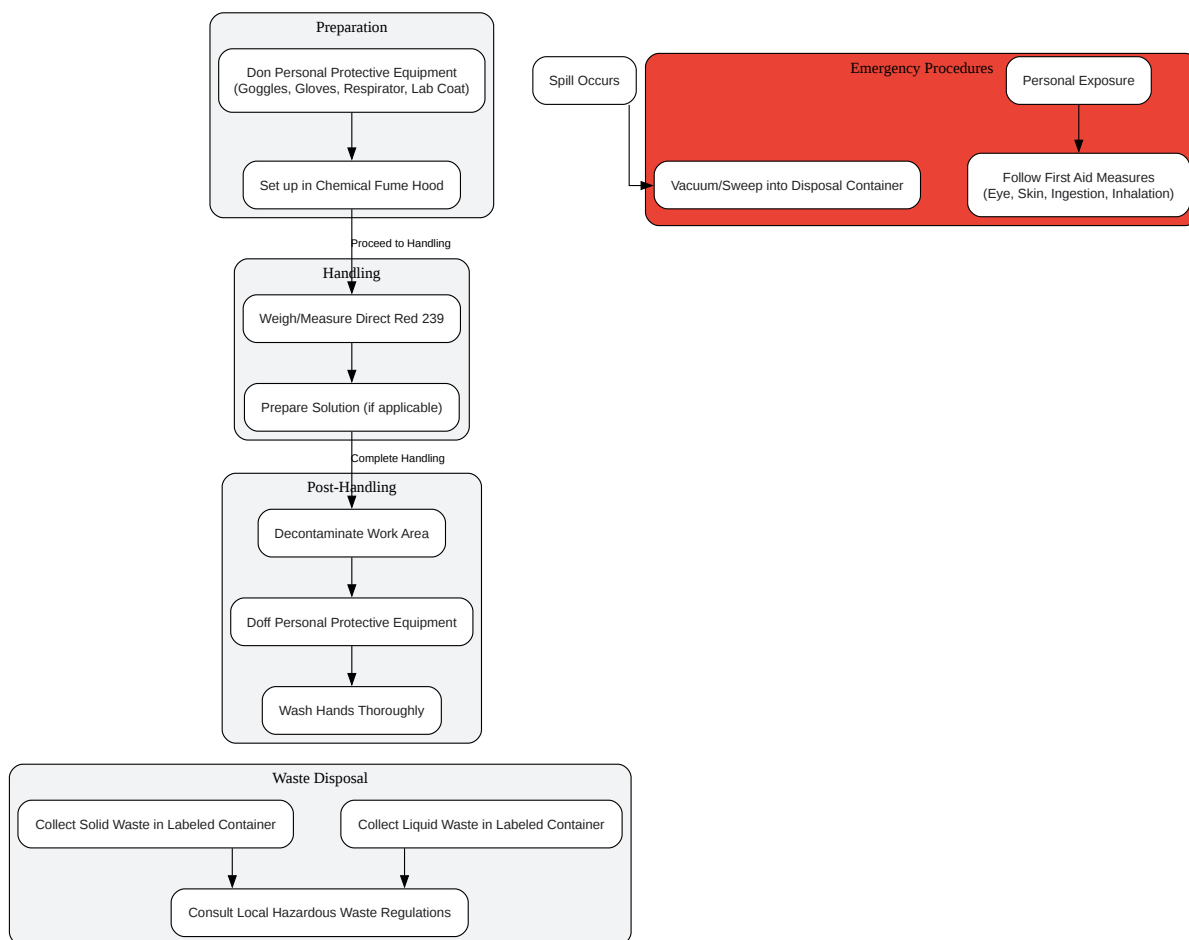 Preparation
Don Personal Protective Equipment
(Goggles, Gloves, Respirator, Lab Coat)
Set up in Chemical Fume Hood
Proceed to Handling
Handling
Weigh/Measure Direct Red 239
Prepare Solution (if applicable)
Complete Handling
Post-Handling
Decontaminate Work Area
Doff Personal Protective Equipment
Wash Hands Thoroughly
Waste Disposal
Collect Solid Waste in Labeled Container
Collect Liquid Waste in Labeled Container
Consult Local Hazardous Waste Regulations
Spill Occurs
Emergency Procedures
Personal Exposure
Vacuum/Sweep into Disposal Container
Follow First Aid Measures
(Eye, Skin, Ingestion, Inhalation)